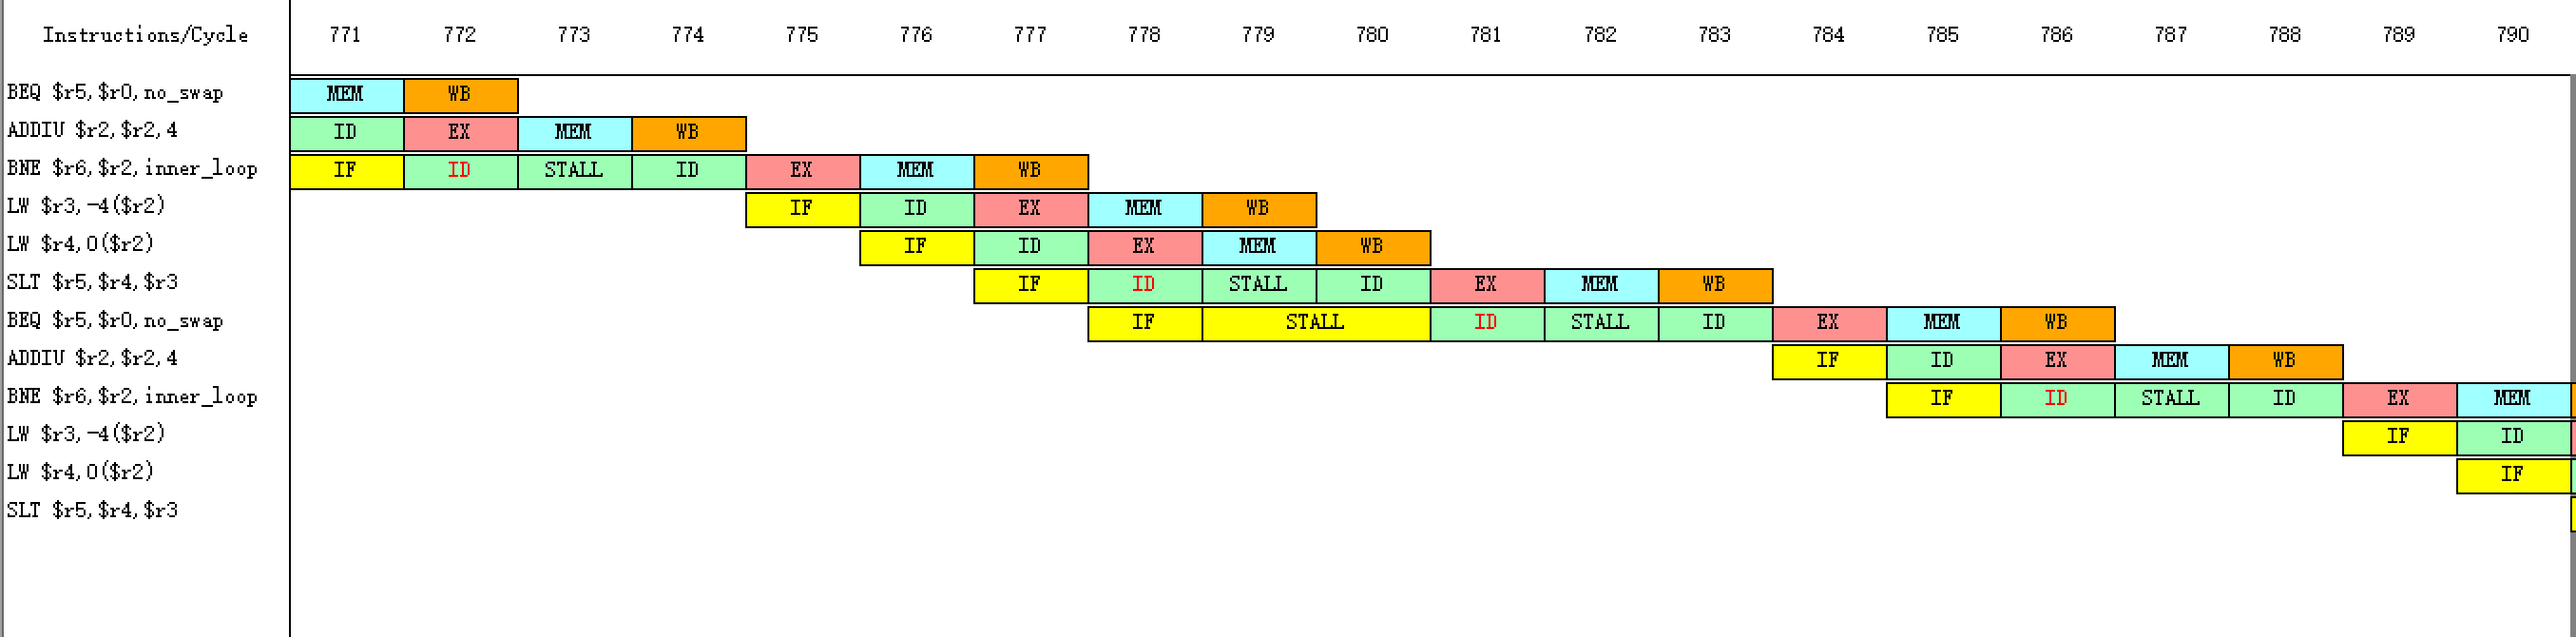 Instructions/Cycle 771 772 773 774 775 776 777 778 779 780 781 782 783 784 785 786 787 788 789 790
BEQ $r5,$r0,no_swap MEM WB
ADDIU $r2,$r2,4 ID EX MEM WB
BNE $r6,$r2,inner_loop IF ID STALL ID EX MEM WB
LW $r3,-4($r2) IF ID EX MEM WB
LW $r4,0($r2) IF ID EX MEM WB
SLT $r5,$r4,$r3 IF ID STALL ID EX MEM WB
BEQ $r5,$r0,no_swap IF STALL ID STALL ID EX MEM WB
ADDIU $r2,$r2,4 IF ID EX MEM WB
BNE $r6,$r2,inner_loop IF ID STALL ID EX MEM
LW $r3,-4($r2) IF ID
LW $r4,0($r2) IF
SLT $r5,$r4,$r3